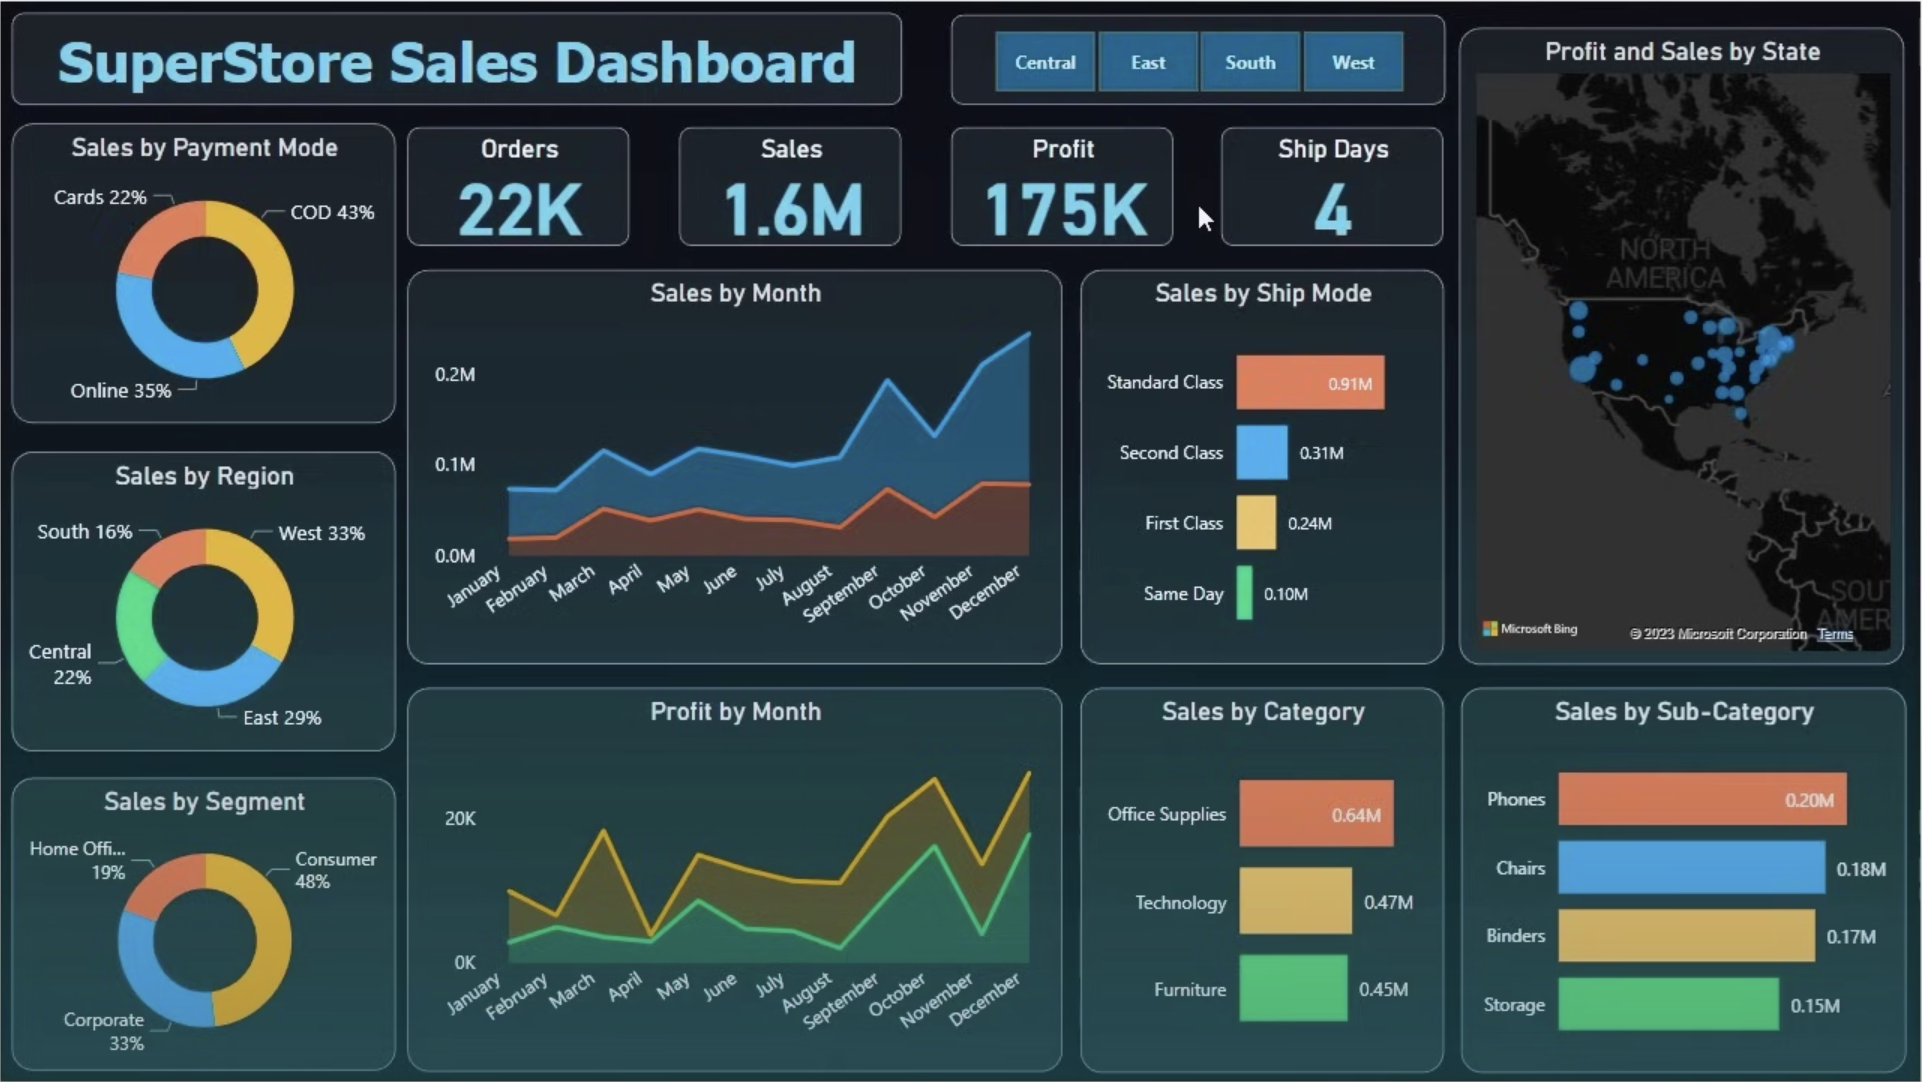 SuperStore Sales Dashboard
Central
East
South
West
Profit and Sales by State
Sales by Payment Mode
Cards 22%
COD 43%
Online 35%
Orders
22K
Sales
1.6M
Profit
175K
Ship Days
4
NORTH
AMERICA
SOUT
AMER
Microsoft Bing
© 2023 Microsoft Corporation Terms
Sales by Month
0.2M
0.1M
0.0M
January
February
March
April
May
June
July
August
September
October
November
December
Sales by Ship Mode
Standard Class
0.91M
Second Class
0.31M
First Class
0.24M
Same Day
0.10M
Sales by Region
South 16%
West 33%
Central
22%
East 29%
Profit by Month
20K
0K
January
February
March
April
May
June
July
August
September
October
November
December
Sales by Category
Office Supplies
0.64M
Technology
0.47M
Furniture
0.45M
Sales by Sub-Category
Phones
0.20M
Chairs
0.18M
Binders
0.17M
Storage
0.15M
Sales by Segment
Home Offi...
19%
Consumer
48%
Corporate
33%